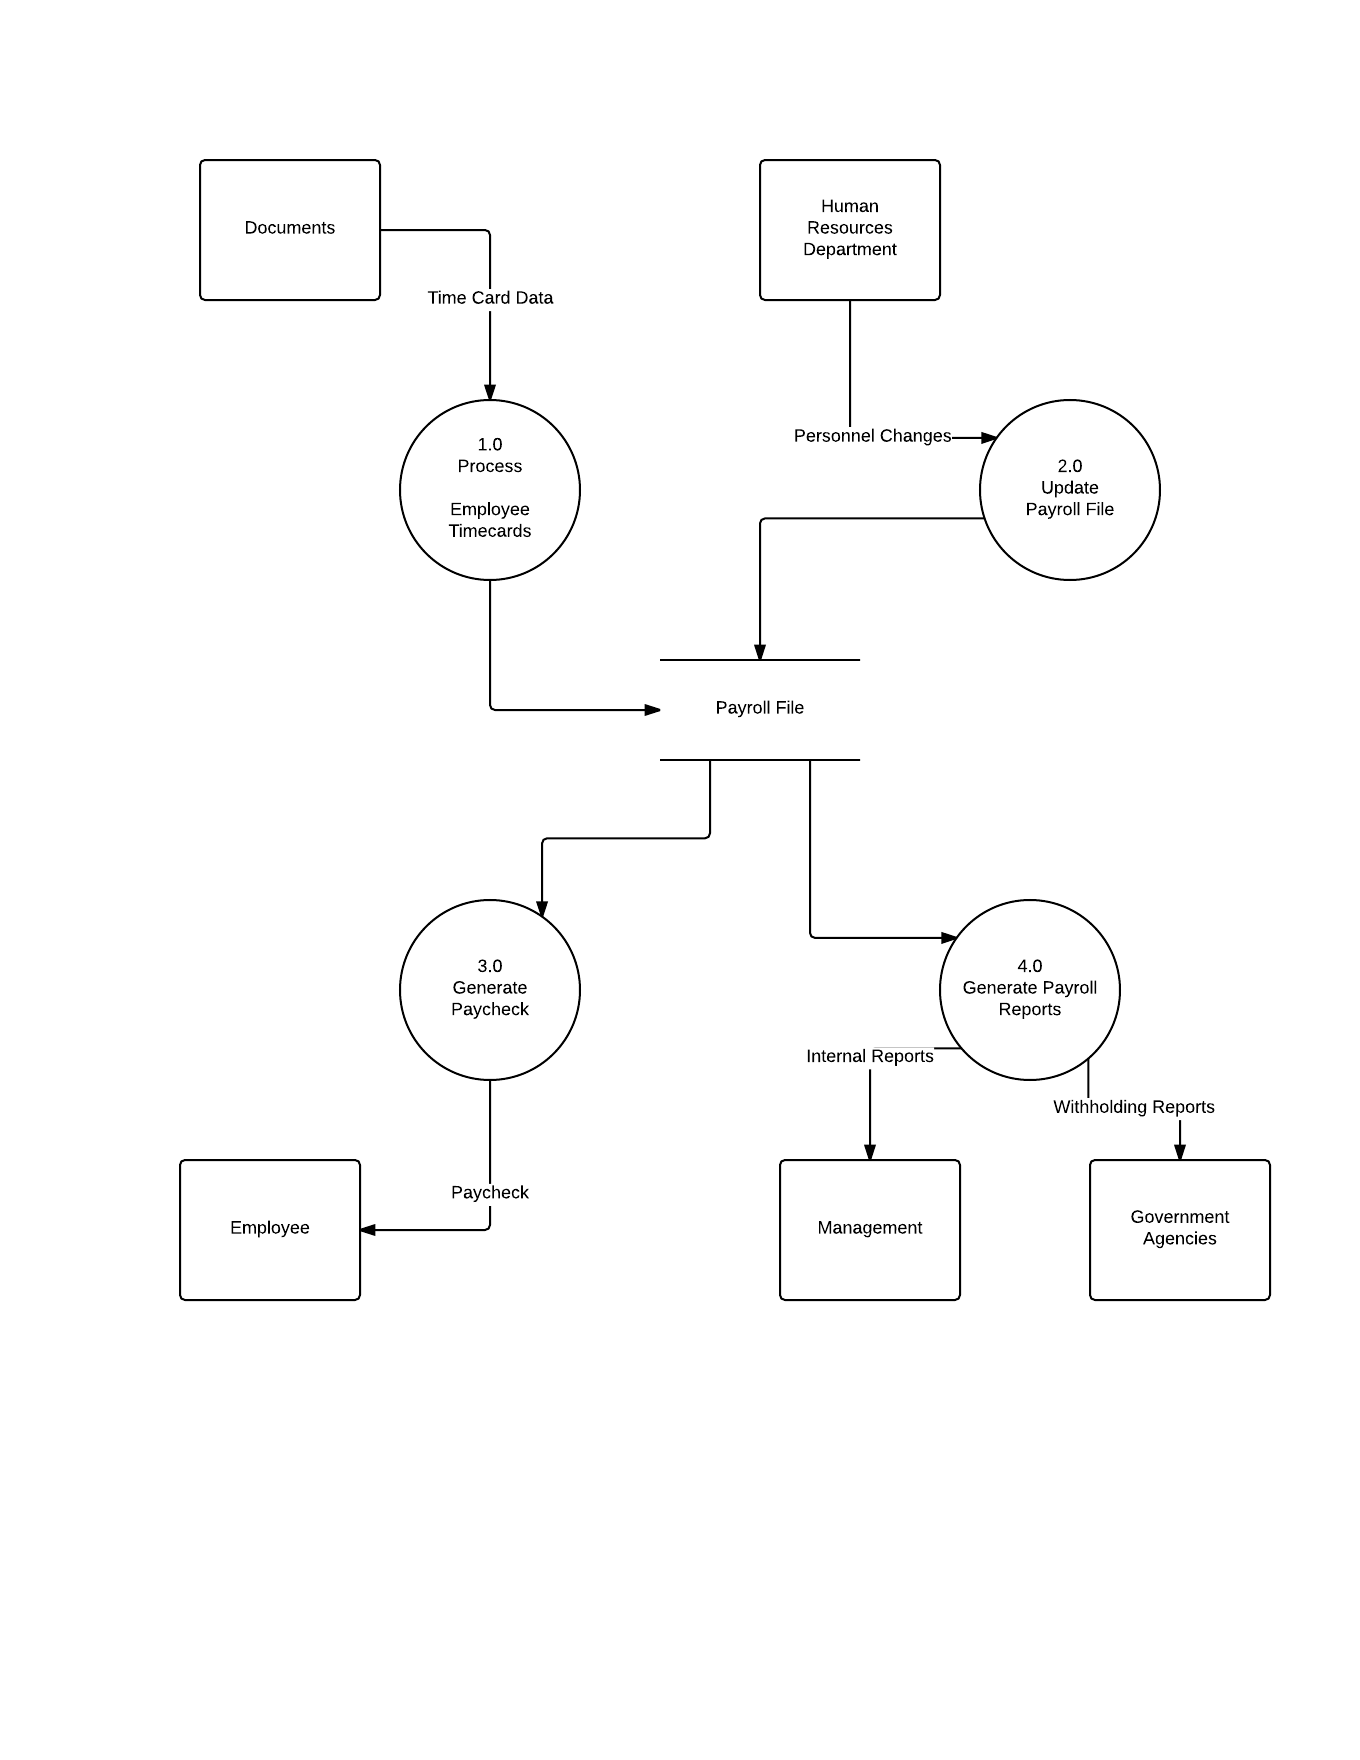 Documents
Human
Resources
Department
Time Card Data
Personnel Changes
1.0
Process
Employee
Timecards
2.0
Update
Payroll File
Payroll File
3.0
Generate
Paycheck
4.0
Generate Payroll
Reports
Internal Reports
Withholding Reports
Paycheck
Employee
Management
Government
Agencies